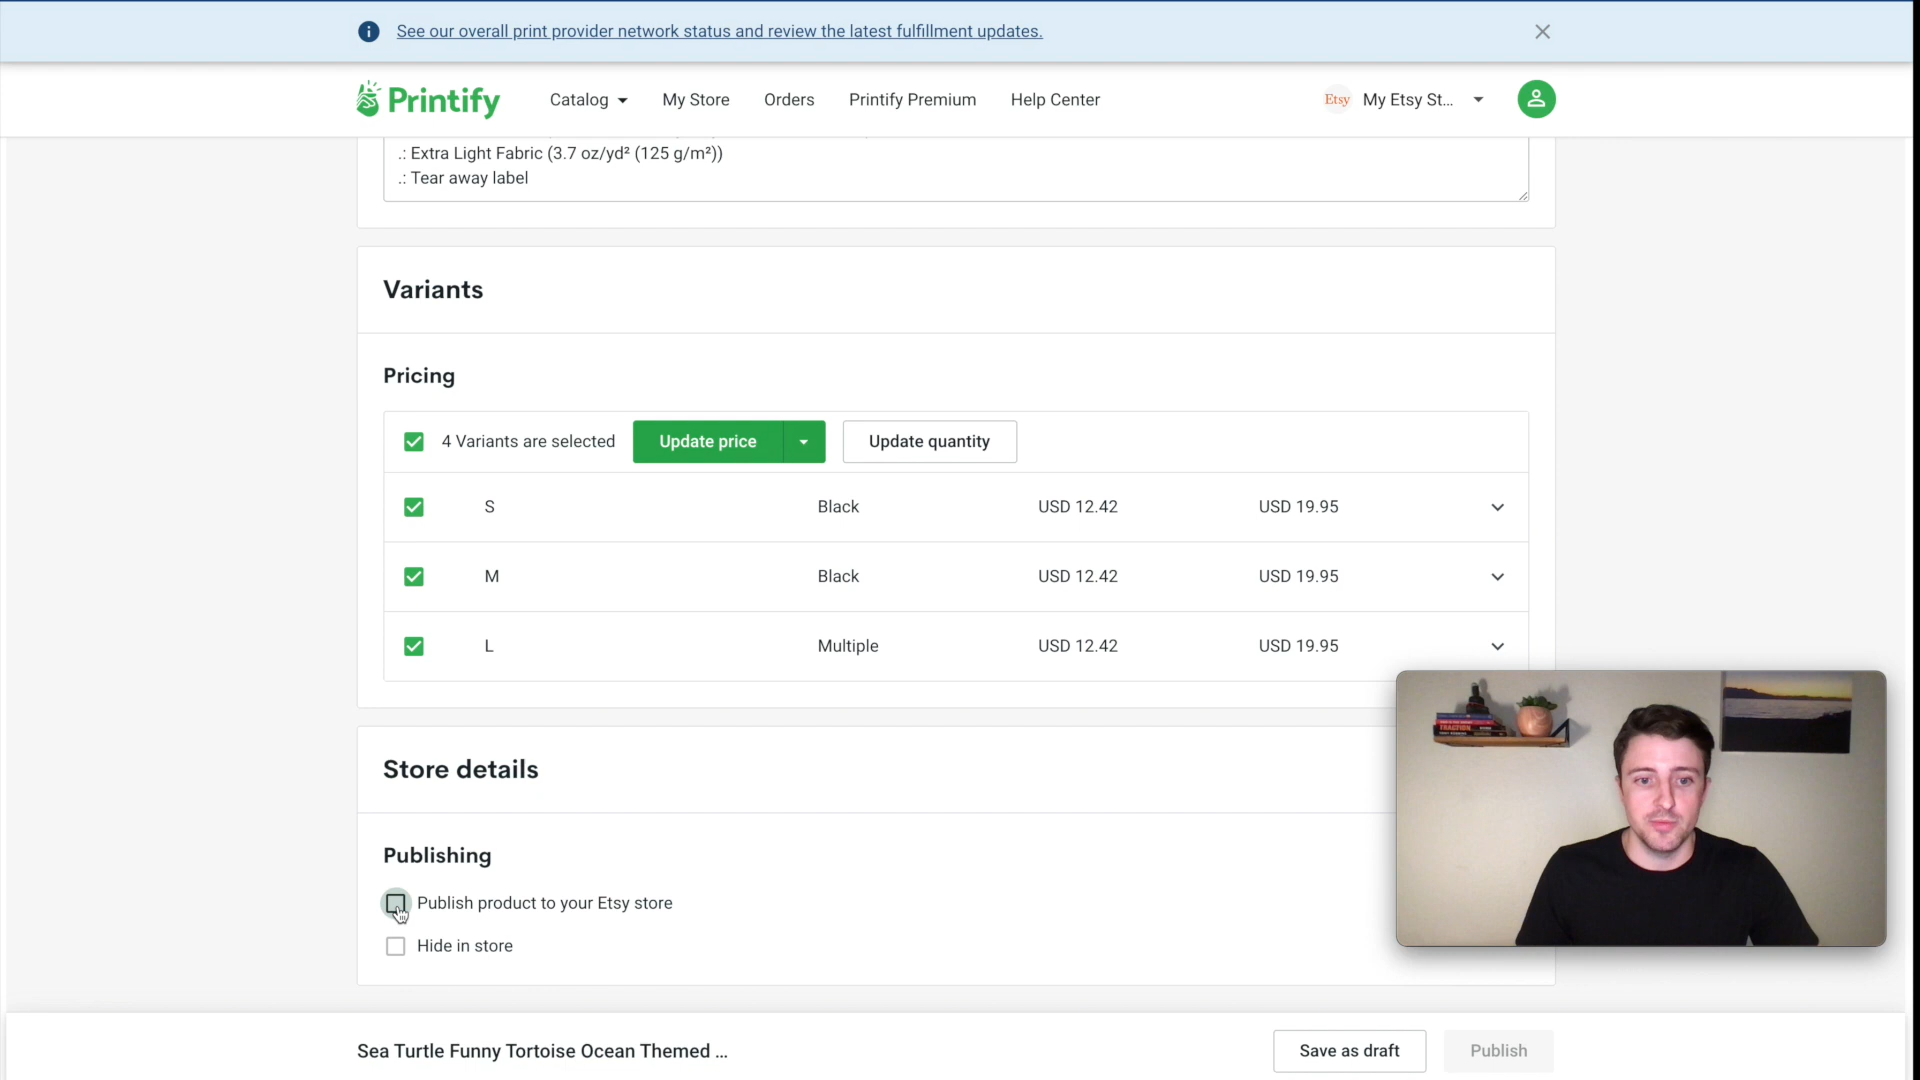 See our overall print provider network status and review the latest fulfillment updates.
Printify
Catalog
My Store
Orders
Printify Premium
Help Center
Etsy
My Etsy St...
.: Extra Light Fabric (3.7 oz/yd² (125 g/m²))
.: Tear away label
Variants
Pricing
4 Variants are selected
Update price
Update quantity
S Black USD 12.42 USD 19.95
M Black USD 12.42 USD 19.95
L Multiple USD 12.42 USD 19.95
TRACTION
Store details
Publishing
Publish product to your Etsy store
Hide in store
Sea Turtle Funny Tortoise Ocean Themed ...
Save as draft
Publish